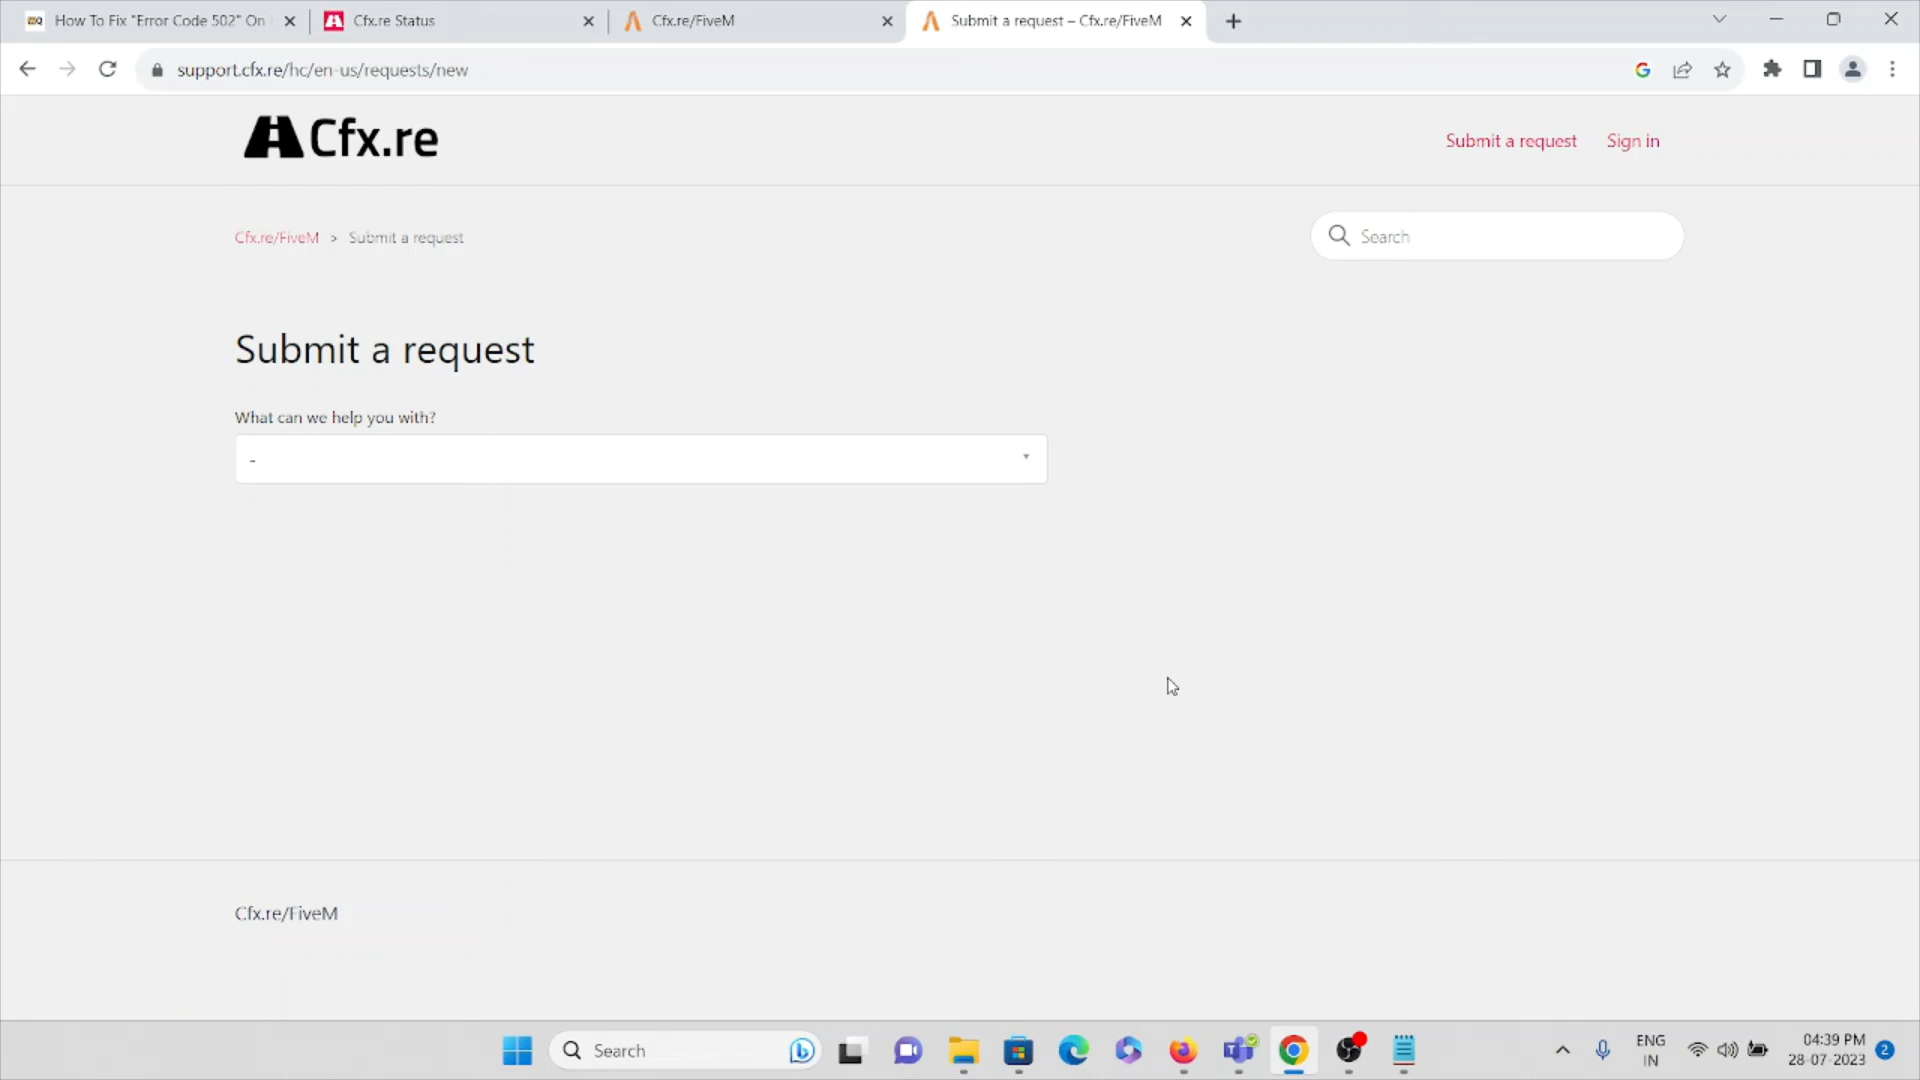 How To Fix "Error Code 502" On
Cfx.re Status
Cfx.re/FiveM
Submit a request – Cfx.re/FiveM
support.cfx.re/hc/en-us/requests/new
Cfx.re
Submit a request
Sign in
Cfx.re/FiveM > Submit a request
Search
Submit a request
What can we help you with?
-
Cfx.re/FiveM
Search
ENG
IN
04:39 PM
28-07-2023
2